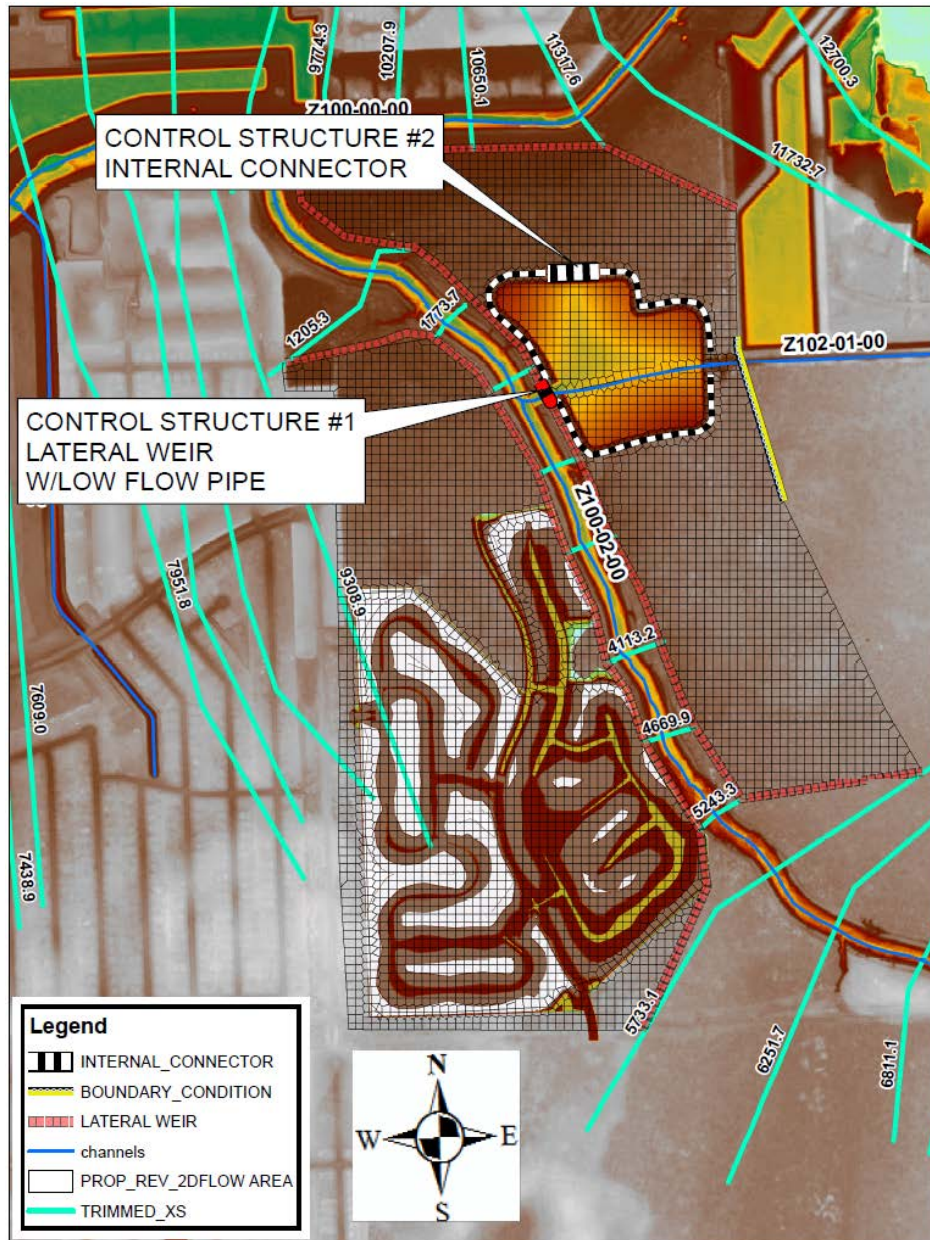 9774.3
10207.9
10650.1
11317.6
12700.3
Z100-00-00
CONTROL STRUCTURE #2
INTERNAL CONNECTOR
11732.7
1205.3
1773.7
Z102-01-00
CONTROL STRUCTURE #1
LATERAL WEIR
W/LOW FLOW PIPE
Z100-02-00
7951.8
9308.9
4113.2
7609.0
4669.9
5243.3
7438.9
5733.1
6251.7
6811.1
Legend
INTERNAL_CONNECTOR
BOUNDARY_CONDITION
LATERAL WEIR
channels
PROP_REV_2DFLOW AREA
TRIMMED_XS
N
W
E
S